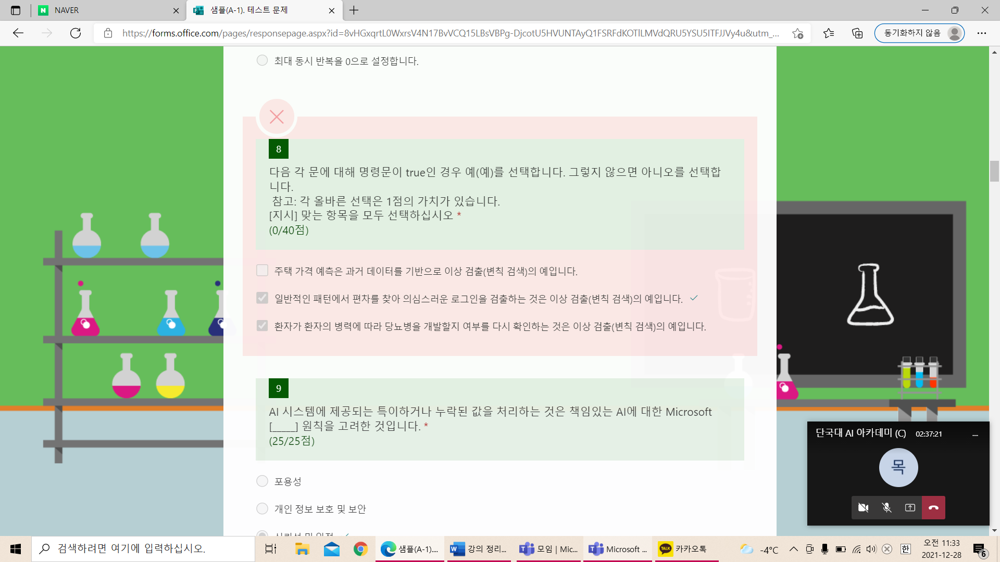 NAVER
샘플(A-1). 테스트 문제
https://forms.office.com/pages/responsepage.aspx?id=8vHGxqrtL0WxrsV4N17BvVCQ15LBsVBPg-DjcotU5HVUNTAyQ1FSRFdKOTlLMVdQRU5YSU5ITFJJVy4u&utm_...
동기화하지 않음
최대 동시 반복을 0으로 설정합니다.
8
다음 각 문에 대해 명령문이 true인 경우 예(예)를 선택합니다. 그렇지 않으면 아니오를 선택합
니다.
참고: 각 올바른 선택은 1점의 가치가 있습니다.
[지시] 맞는 항목을 모두 선택하십시오 *
(0/40점)
주택 가격 예측은 과거 데이터를 기반으로 이상 검출(변칙 검색)의 예입니다.
일반적인 패턴에서 편차를 찾아 의심스러운 로그인을 검출하는 것은 이상 검출(변칙 검색)의 예입니다.
환자가 환자의 병력에 따라 당뇨병을 개발할지 여부를 다시 확인하는 것은 이상 검출(변칙 검색)의 예입니다.
9
AI 시스템에 제공되는 특이하거나 누락된 값을 처리하는 것은 책임있는 AI에 대한 Microsoft
[_____] 원칙을 고려한 것입니다. *
(25/25점)
포용성
개인 정보 보호 및 보안
단국대 AI 아카데미 (C) 02:37:21
목
검색하려면 여기에 입력하십시오.
샘플(A-1)....
강의 정리...
모임 | Mic...
Microsoft ...
TALK
카카오톡
-4°C
한
오전 11:33
2021-12-28
6